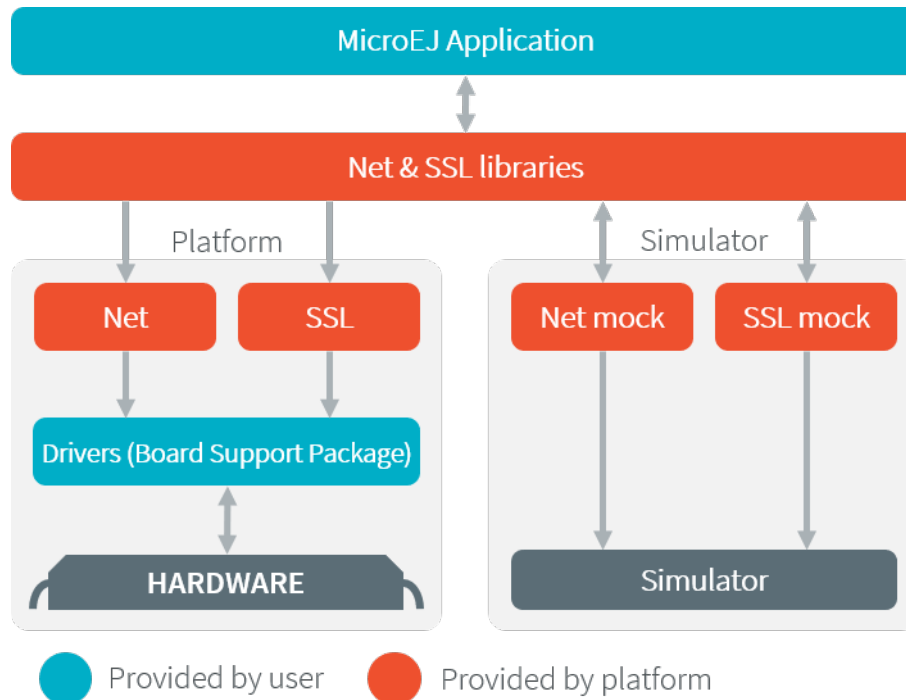 MicroEJ Application
Net & SSL libraries
Platform
Simulator
Net
SSL
Net mock
SSL mock
Drivers (Board Support Package)
HARDWARE
Simulator
Provided by user
Provided by platform